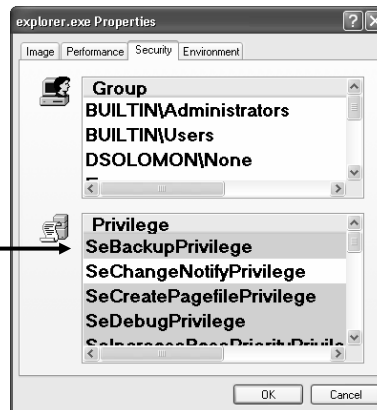 explorer.exe Properties
Image Performance Security Environment
Group
BUILTIN\Administrators
BUILTIN\Users
DSOLOMON\None
Privilege
SeBackupPrivilege
SeChangeNotifyPrivilege
SeCreatePagefilePrivilege
SeDebugPrivilege
OK Cancel